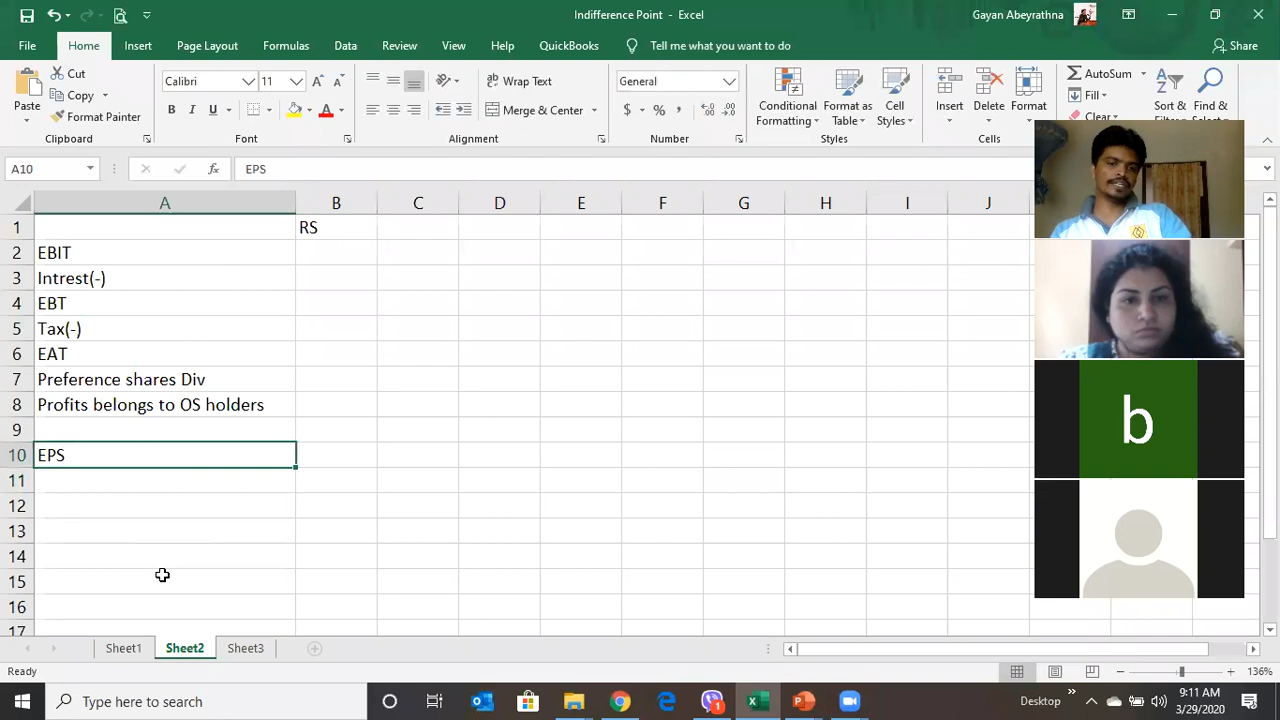 Indifference Point - Excel
Gayan Abeyrathna
File Home Insert Page Layout Formulas Data Review View Help QuickBooks Tell me what you want to do Share
Paste
Cut
Copy
Format Painter
Clipboard
Calibri 11
B I U
Font
Wrap Text
Merge & Center
Alignment
General
$ % ,
Number
Conditional Formatting
Format as Table
Cell Styles
Styles
Insert Delete Format
Cells
AutoSum
Fill
Clear
Sort &
Find &
A10 fx EPS
A B C D E F G H I J
1 RS
2 EBIT
3 Intrest(-)
4 EBT
5 Tax(-)
6 EAT
7 Preference shares Div
8 Profits belongs to OS holders
9
10 EPS
11
12
13
14
15
16
17
b
Sheet1 Sheet2 Sheet3
Ready 136%
Type here to search
1
Desktop
9:11 AM
3/29/2020